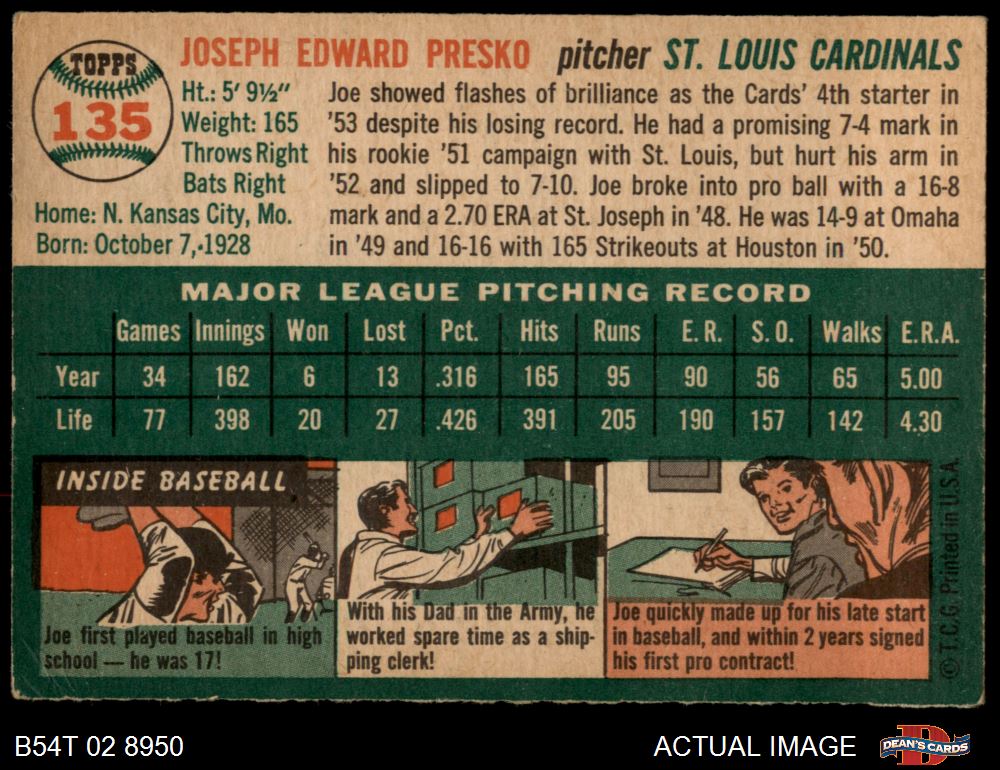 TOPPS
135
JOSEPH EDWARD PRESKO pitcher ST. LOUIS CARDINALS
Ht.: 5' 9½"
Weight: 165
Throws Right
Bats Right
Home: N. Kansas City, Mo.
Born: October 7, 1928
Joe showed flashes of brilliance as the Cards' 4th starter in
'53 despite his losing record. He had a promising 7-4 mark in
his rookie '51 campaign with St. Louis, but hurt his arm in
'52 and slipped to 7-10. Joe broke into pro ball with a 16-8
mark and a 2.70 ERA at St. Joseph in '48. He was 14-9 at Omaha
in '49 and 16-16 with 165 Strikeouts at Houston in '50.
MAJOR LEAGUE PITCHING RECORD
Games Innings Won Lost Pct. Hits Runs E. R. S. O. Walks E.R.A.
Year 34 162 6 13 .316 165 95 90 56 65 5.00
Life 77 398 20 27 .426 391 205 190 157 142 4.30
INSIDE BASEBALL
Joe first played baseball in high
school — he was 17!
With his Dad in the Army, he
worked spare time as a ship-
ping clerk!
Joe quickly made up for his late start
in baseball, and within 2 years signed
his first pro contract!
© T.C.G. Printed in U.S.A.
B54T 02 8950
ACTUAL IMAGE
D
DEAN'S CARDS